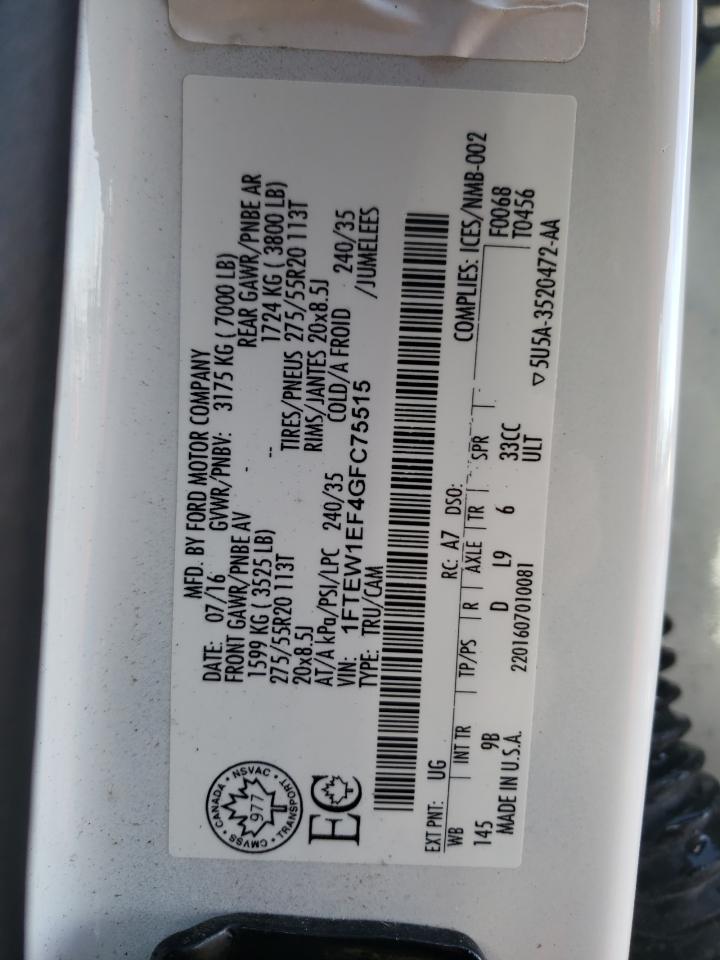 MFD. BY FORD MOTOR COMPANY
DATE: 07/16 GVWR/PNBV: 3175 KG ( 7000 LB)
FRONT GAWR/PNBE AV REAR GAWR/PNBE AR
1599 KG ( 3525 LB) -- 1724 KG ( 3800 LB)
275/55R20 113T -- TIRES/PNEUS 275/55R20 113T
20x8.5J RIMS/JANTES 20x8.5J
AT/A kPa/PSI/LPC 240/35 COLD/A FROID 240/35
VIN: 1FTEW1EF4GFC75515 /JUMELEES
TYPE: TRU/CAM
CANADA • NSVAC • TRANSPORT • CMVSS •
977
EC
COMPLIES: ICES/NMB-002
EXT PNT: UG RC: A7 DSO: F0068
WB INT TR TP/PS R AXLE TR SPR T0456
145 9B D L9 6 33CC
ULT
MADE IN U.S.A. 2201607010081 ▽ 5U5A-3520472-AA